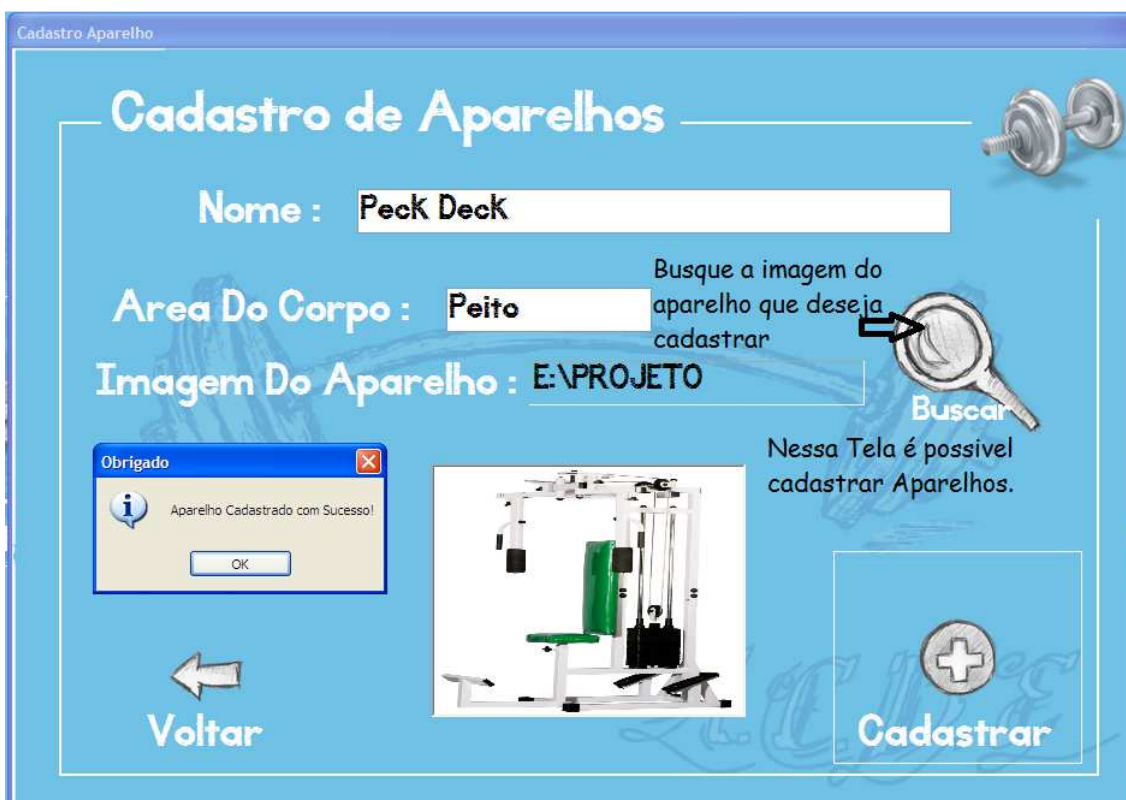 Cadastro Aparelho
Cadastro de Aparelhos
Nome : Peck Deck
Busque a imagem do
aparelho que deseja
cadastrar
Area Do Corpo : Peito
Imagem Do Aparelho : E:\PROJETO
Buscar
Nessa Tela é possivel
cadastrar Aparelhos.
Obrigado
Aparelho Cadastrado com Sucesso!
OK
Voltar
Cadastrar